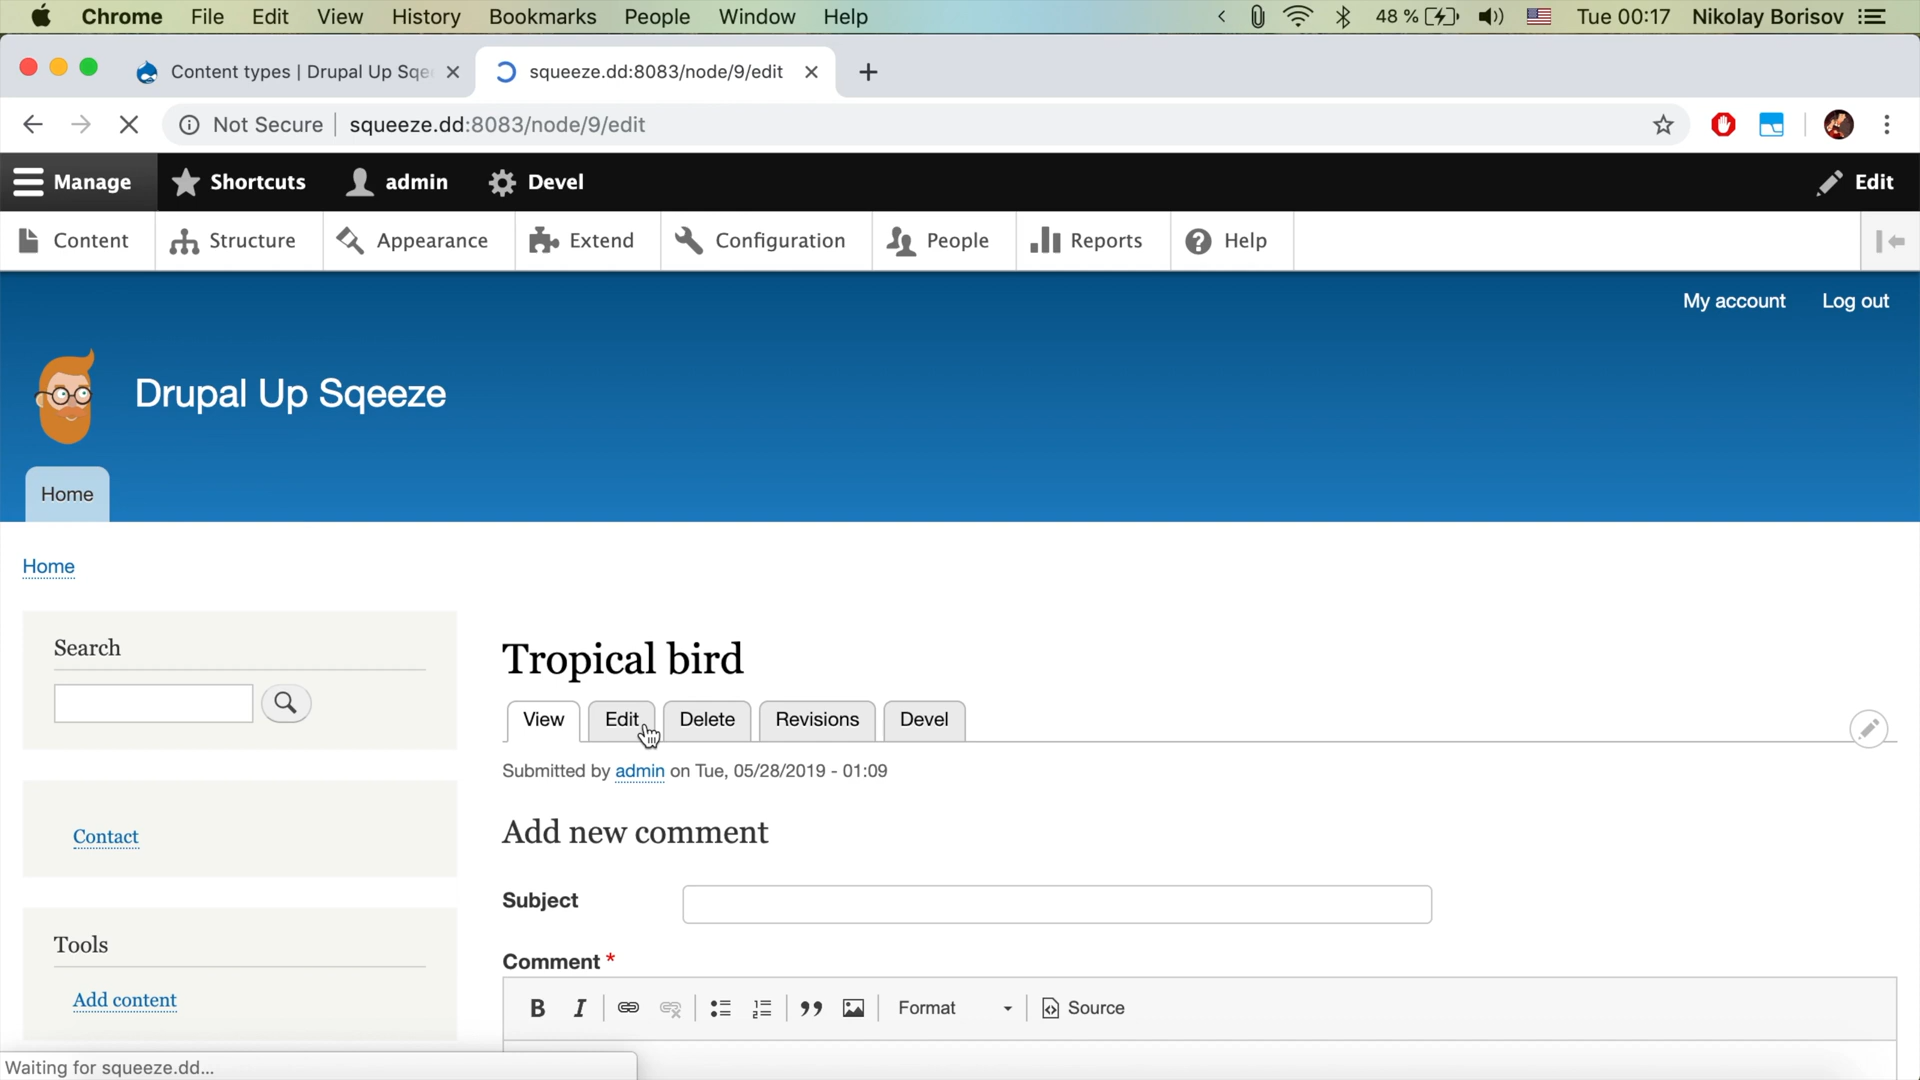 Chrome File Edit View History Bookmarks People Window Help 48 % Tue 00:17 Nikolay Borisov
Content types | Drupal Up Sqe squeeze.dd:8083/node/9/edit
Not Secure squeeze.dd:8083/node/9/edit
Manage Shortcuts admin Devel Edit
Content Structure Appearance Extend Configuration People Reports Help
My account Log out
Drupal Up Sqeeze
Home
Home
Search
Contact
Tools
Add content
Tropical bird
View Edit Delete Revisions Devel
Submitted by admin on Tue, 05/28/2019 - 01:09
Add new comment
Subject
Comment *
B I Format Source
Waiting for squeeze.dd...